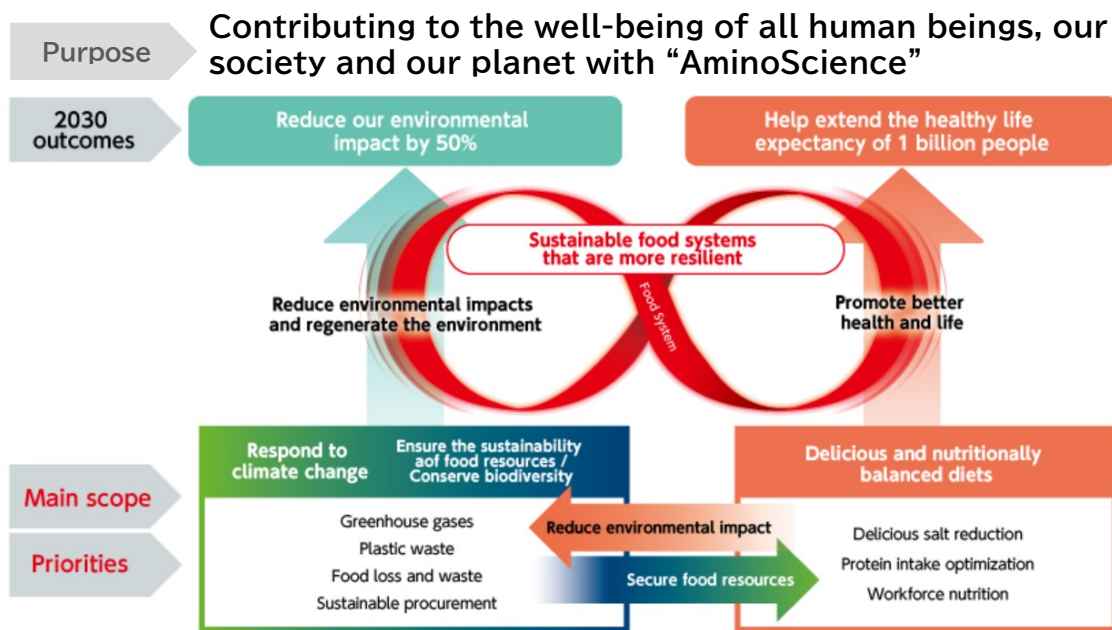 Purpose
Contributing to the well-being of all human beings, our
society and our planet with “AminoScience”
2030
outcomes
Reduce our environmental
impact by 50%
Help extend the healthy life
expectancy of 1 billion people
Sustainable food systems
that are more resilient
Food System
Reduce environmental impacts
and regenerate the environment
Promote better
health and life
Main scope
Respond to
climate change
Ensure the sustainability
aof food resources /
Conserve biodiversity
Delicious and nutritionally
balanced diets
Priorities
Greenhouse gases
Plastic waste
Food loss and waste
Sustainable procurement
Reduce environmental impact
Secure food resources
Delicious salt reduction
Protein intake optimization
Workforce nutrition